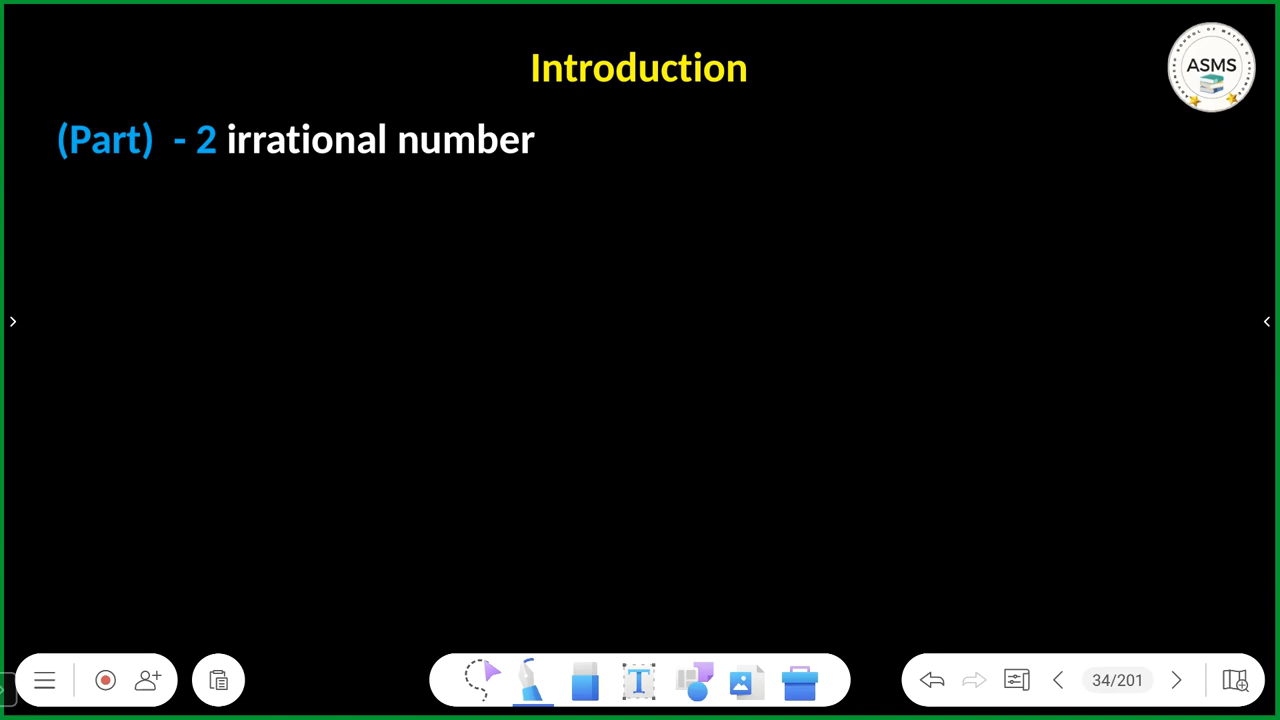 Introduction
ASMS
(Part) - 2 irrational number
34/201